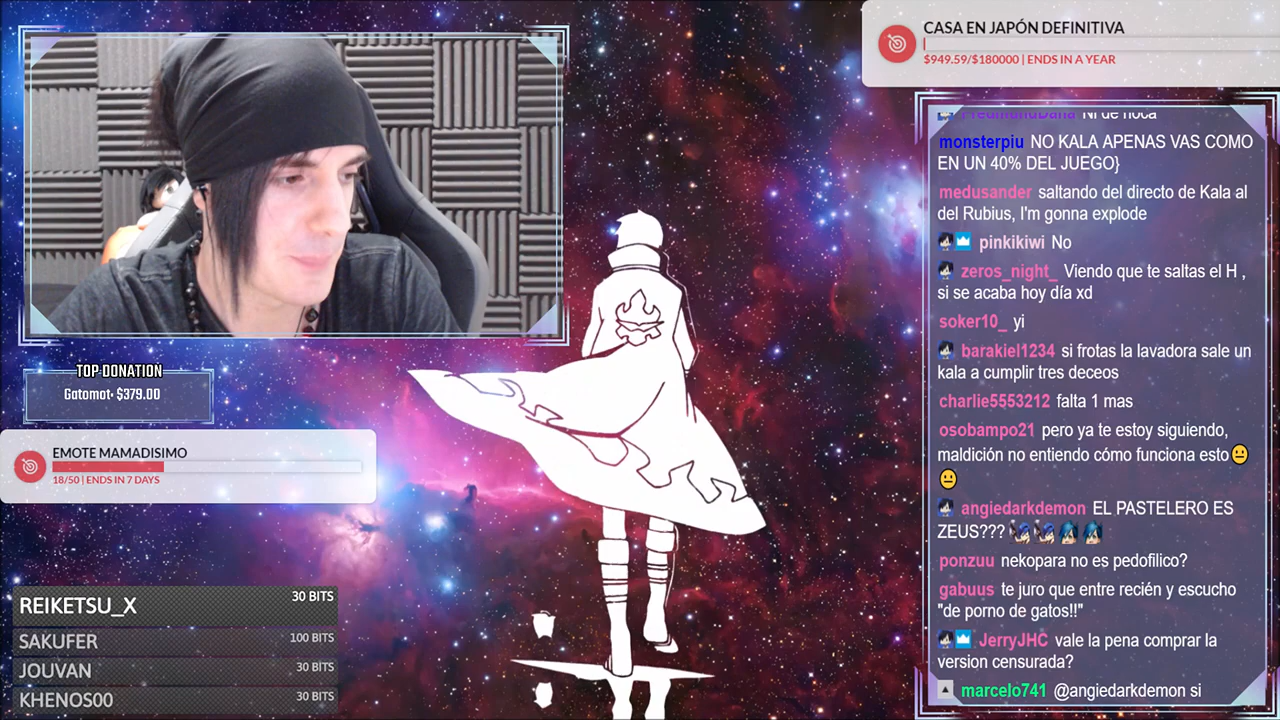 CASA EN JAPÓN DEFINITIVA
$949.59/$180000 | ENDS IN A YEAR
monsterpiu NO KALA APENAS VAS COMO
EN UN 40% DEL JUEGO}
medusander saltando del directo de Kala al
del Rubius, I'm gonna explode
pinkikiwi No
zeros_night_ Viendo que te saltas el H ,
si se acaba hoy día xd
soker10_ yi
barakiel1234 si frotas la lavadora sale un
kala a cumplir tres deceos
charlie5553212 falta 1 mas
osobampo21 pero ya te estoy siguiendo,
maldición no entiendo cómo funciona esto😐
😐
angiedarkdemon EL PASTELERO ES
ZEUS???
ponzuu nekopara no es pedofilico?
gabuus te juro que entre recién y escucho
"de porno de gatos!!"
JerryJHC vale la pena comprar la
version censurada?
marcelo741 @angiedarkdemon si
TOP DONATION
Gatomot• $379.00
EMOTE MAMADISIMO
18/50 | ENDS IN 7 DAYS
REIKETSU_X 30 BITS
SAKUFER 100 BITS
JOUVAN 30 BITS
KHENOS00 30 BITS